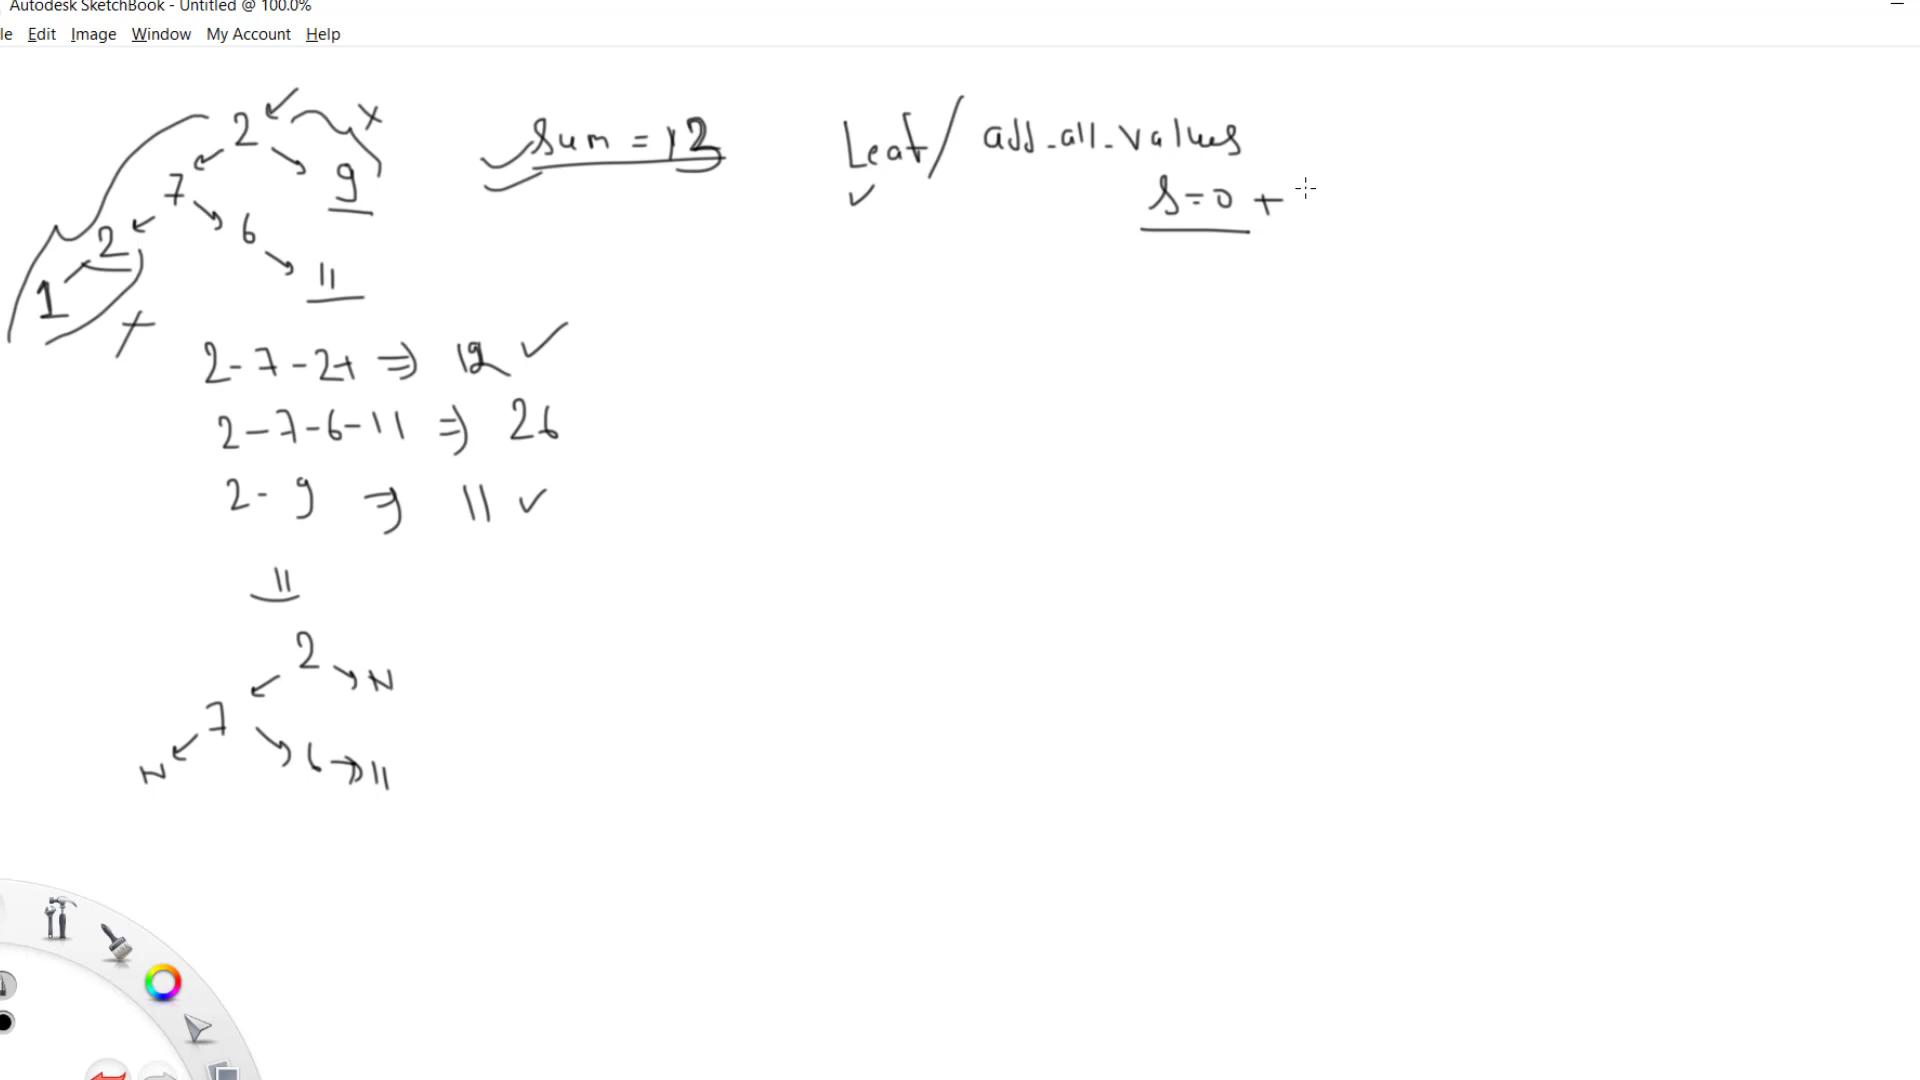 Autodesk SketchBook - Untitled @ 100.0%
le Edit Image Window My Account Help
2 x
7 9
2 6
1 11
Sum = 12
Leaf/ add_all_values
S=0 +
2-7-2+ => 12 ✓
2-7-6-11 => 26
2-9 => 11 ✓
11
2
7 N
N 6→11